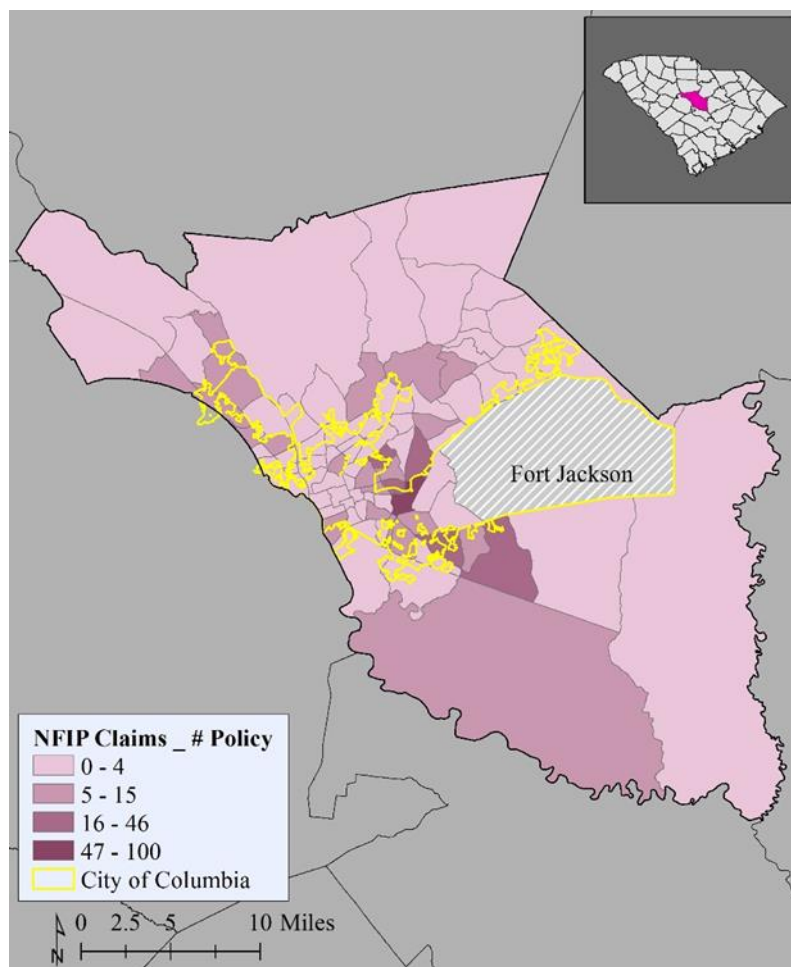 Fort Jackson
NFIP Claims _ # Policy
0 - 4
5 - 15
16 - 46
47 - 100
City of Columbia
N
0 2.5 5 10 Miles